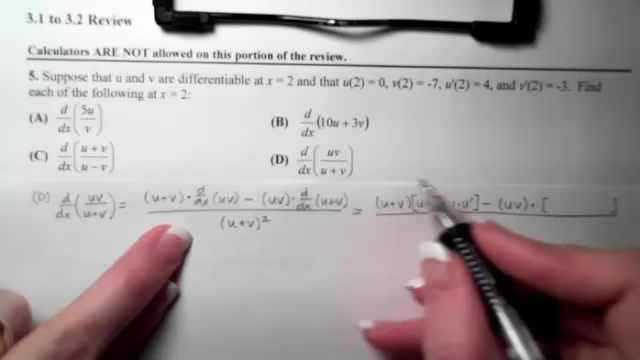 3.1 to 3.2 Review
Calculators ARE NOT allowed on this portion of the review.
5. Suppose that u and v are differentiable at x = 2 and that u(2) = 0, v(2) = -7, u'(2) = 4, and v'(2) = -3. Find
each of the following at x = 2:
(A) d/dx (5u/v)
(B) d/dx (10u + 3v)
(C) d/dx (u + v / u − v)
(D) d/dx (uv / u + v)
(D) d/dx (uv / u+v) = (u+v) · d/dx (uv) − (uv) · d/dx (u+v) / (u+v)² = (u+v)[ · u'] − (uv) · [ ]